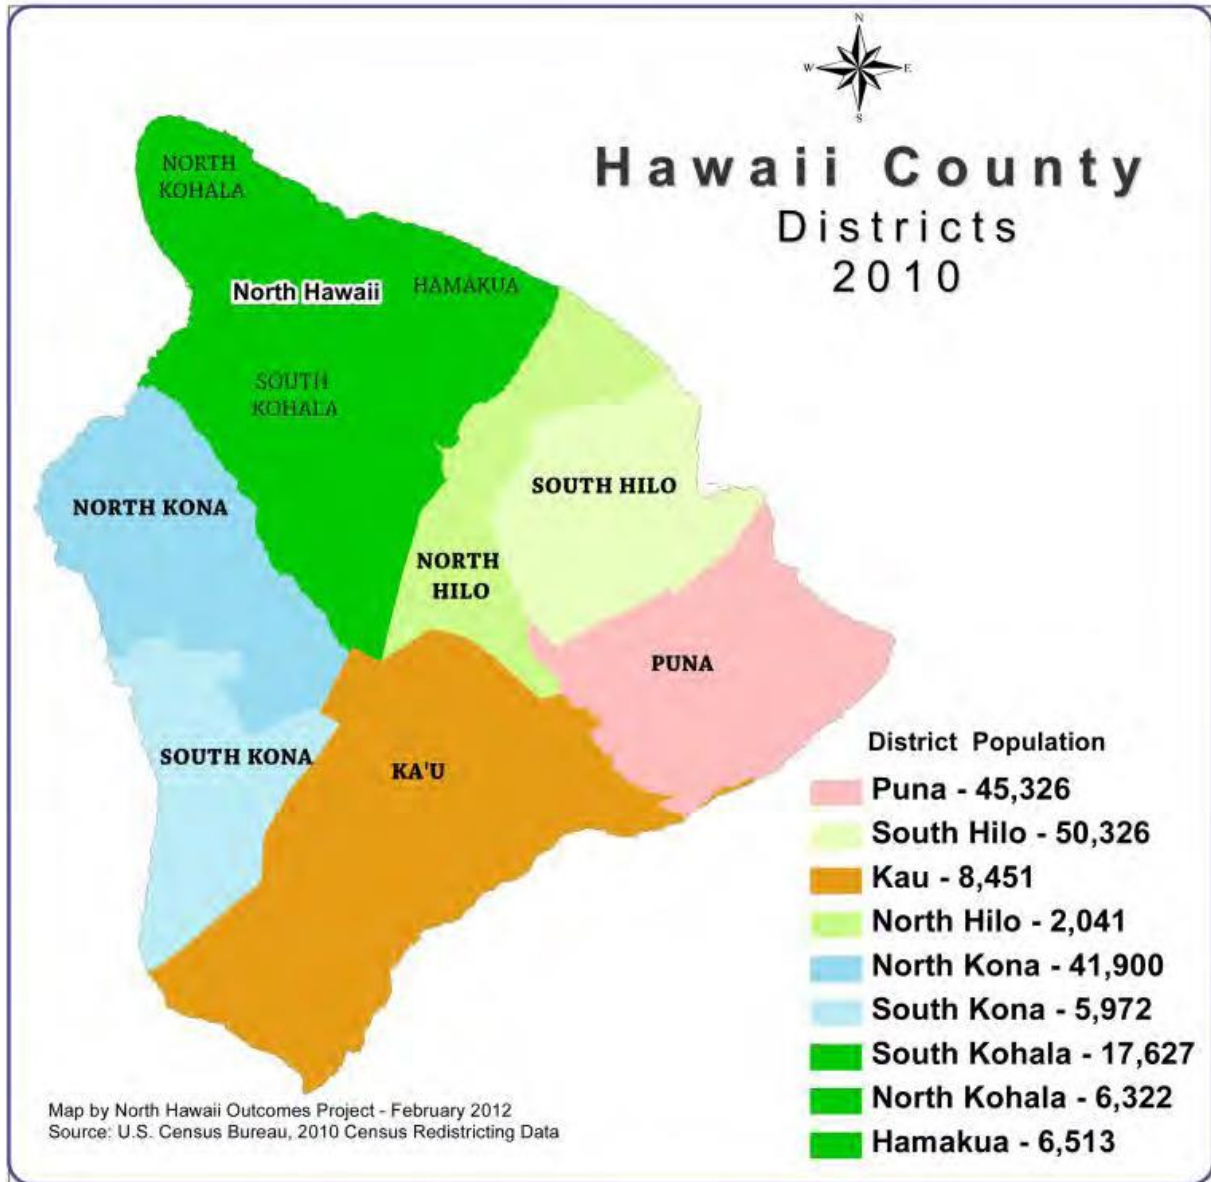 N
W E
S
Hawaii County
Districts
2010
NORTH
KOHALA
North Hawaii
HAMAKUA
SOUTH
KOHALA
NORTH KONA
SOUTH HILO
NORTH
HILO
PUNA
SOUTH KONA
KA'U
District Population
Puna - 45,326
South Hilo - 50,326
Kau - 8,451
North Hilo - 2,041
North Kona - 41,900
South Kona - 5,972
South Kohala - 17,627
North Kohala - 6,322
Hamakua - 6,513
Map by North Hawaii Outcomes Project - February 2012
Source: U.S. Census Bureau, 2010 Census Redistricting Data